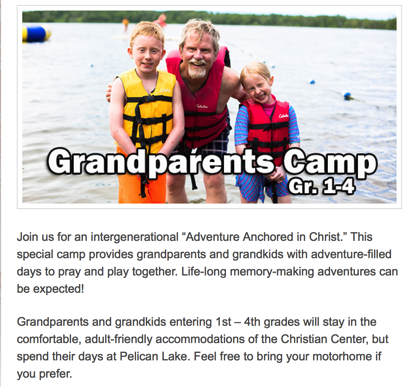 Grandparents Camp
Gr. 1-4
Join us for an intergenerational “Adventure Anchored in Christ.” This
special camp provides grandparents and grandkids with adventure-filled
days to pray and play together. Life-long memory-making adventures can
be expected!
Grandparents and grandkids entering 1st – 4th grades will stay in the
comfortable, adult-friendly accommodations of the Christian Center, but
spend their days at Pelican Lake. Feel free to bring your motorhome if
you prefer.